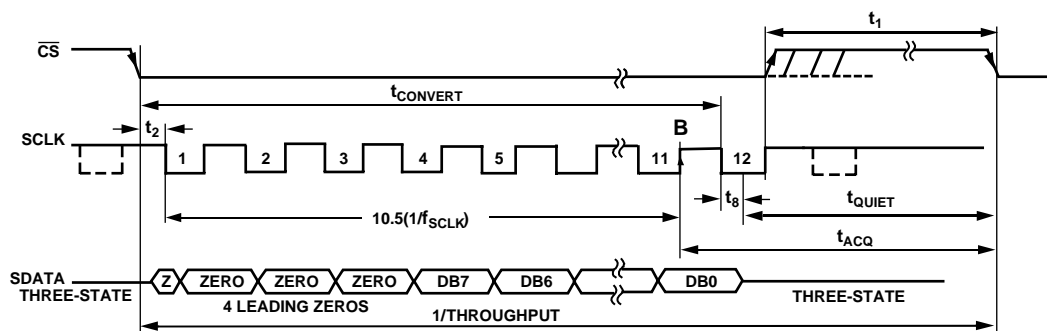 t1
CS
tCONVERT
t2
B
SCLK
1 2 3 4 5 11 12
t8
tQUIET
10.5(1/fSCLK)
tACQ
SDATA
Z ZERO ZERO ZERO DB7 DB6 DB0
THREE-STATE
THREE-STATE
4 LEADING ZEROS
1/THROUGHPUT